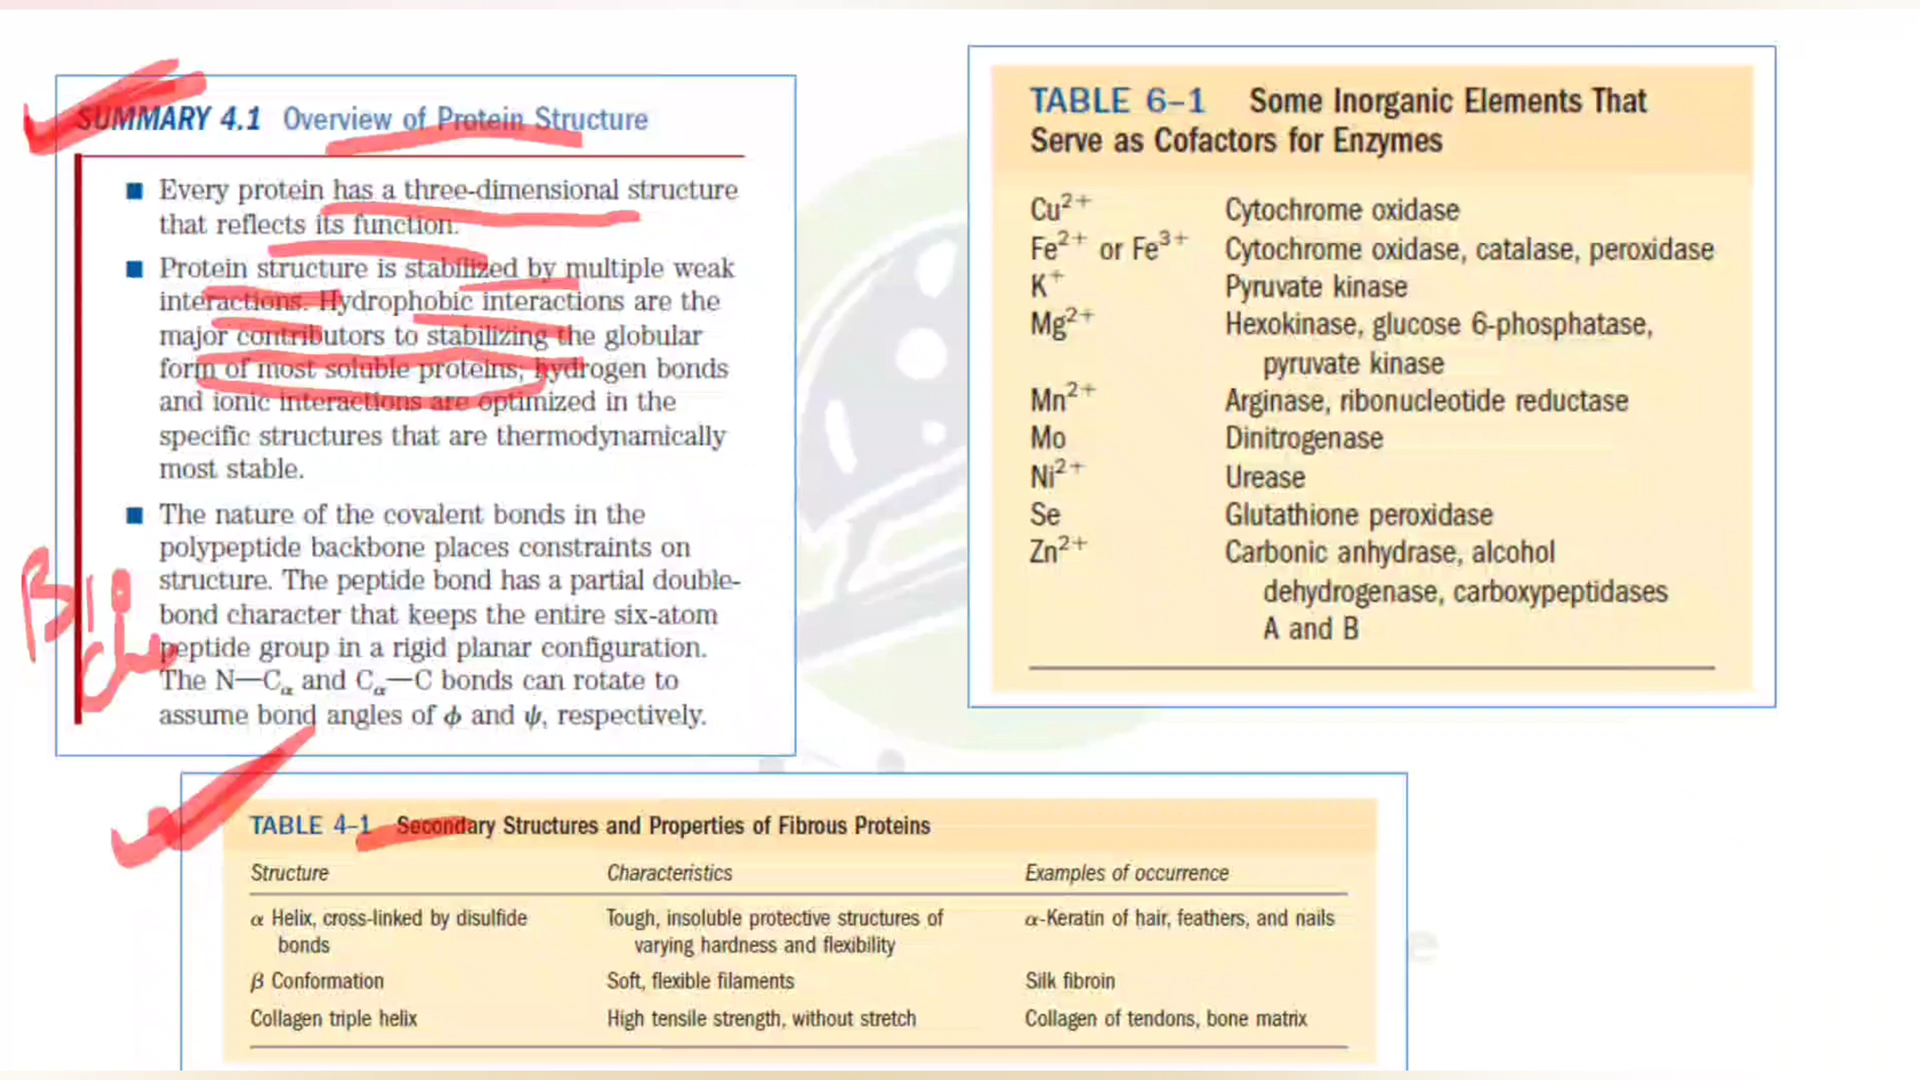 SUMMARY 4.1 Overview of Protein Structure
■ Every protein has a three-dimensional structure
that reflects its function.
■ Protein structure is stabilized by multiple weak
interactions. Hydrophobic interactions are the
major contributors to stabilizing the globular
form of most soluble proteins; hydrogen bonds
and ionic interactions are optimized in the
specific structures that are thermodynamically
most stable.
■ The nature of the covalent bonds in the
polypeptide backbone places constraints on
structure. The peptide bond has a partial double-
bond character that keeps the entire six-atom
peptide group in a rigid planar configuration.
The N—Cα and Cα—C bonds can rotate to
assume bond angles of ϕ and ψ, respectively.
Bio
TABLE 6–1 Some Inorganic Elements That
Serve as Cofactors for Enzymes
Cu²⁺ Cytochrome oxidase
Fe²⁺ or Fe³⁺ Cytochrome oxidase, catalase, peroxidase
K⁺ Pyruvate kinase
Mg²⁺ Hexokinase, glucose 6-phosphatase,
pyruvate kinase
Mn²⁺ Arginase, ribonucleotide reductase
Mo Dinitrogenase
Ni²⁺ Urease
Se Glutathione peroxidase
Zn²⁺ Carbonic anhydrase, alcohol
dehydrogenase, carboxypeptidases
A and B
TABLE 4–1 Secondary Structures and Properties of Fibrous Proteins
Structure Characteristics Examples of occurrence
α Helix, cross-linked by disulfide Tough, insoluble protective structures of α-Keratin of hair, feathers, and nails
bonds varying hardness and flexibility
β Conformation Soft, flexible filaments Silk fibroin
Collagen triple helix High tensile strength, without stretch Collagen of tendons, bone matrix